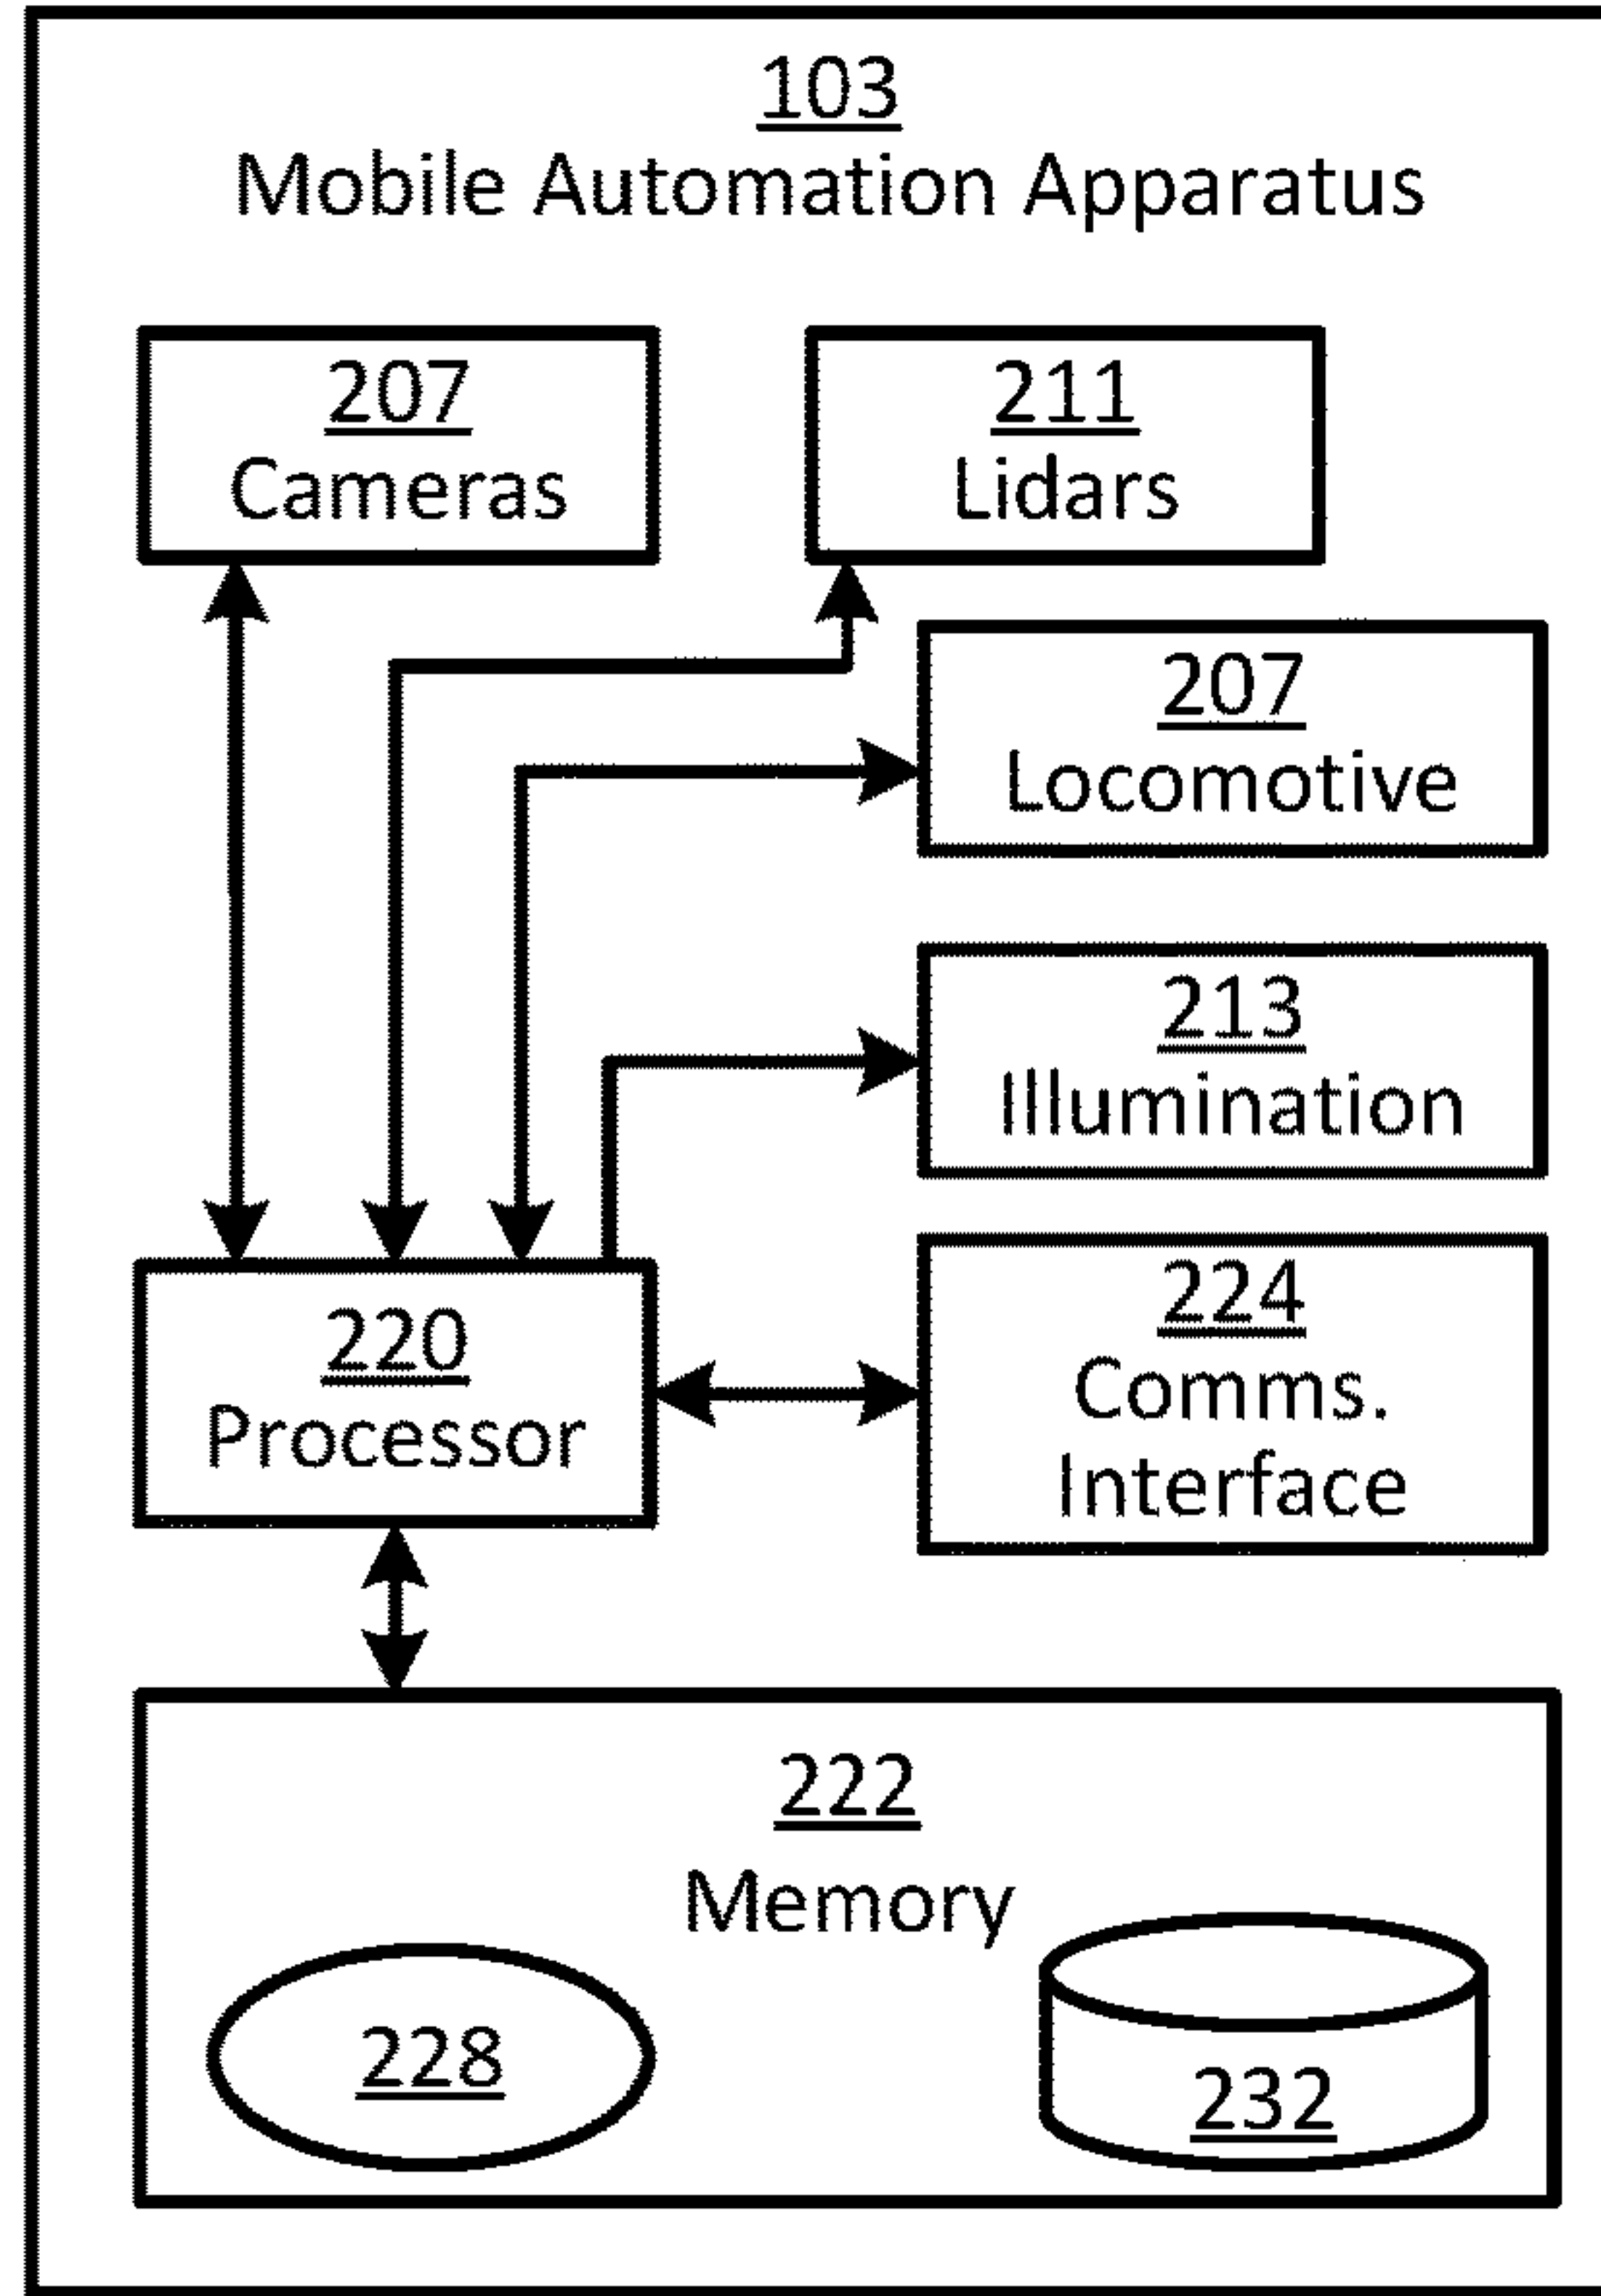 103
Mobile Automation Apparatus
207
Cameras
211
Lidars
207
Locomotive
213
Illumination
220
Processor
224
Comms.
Interface
222
Memory
228
232